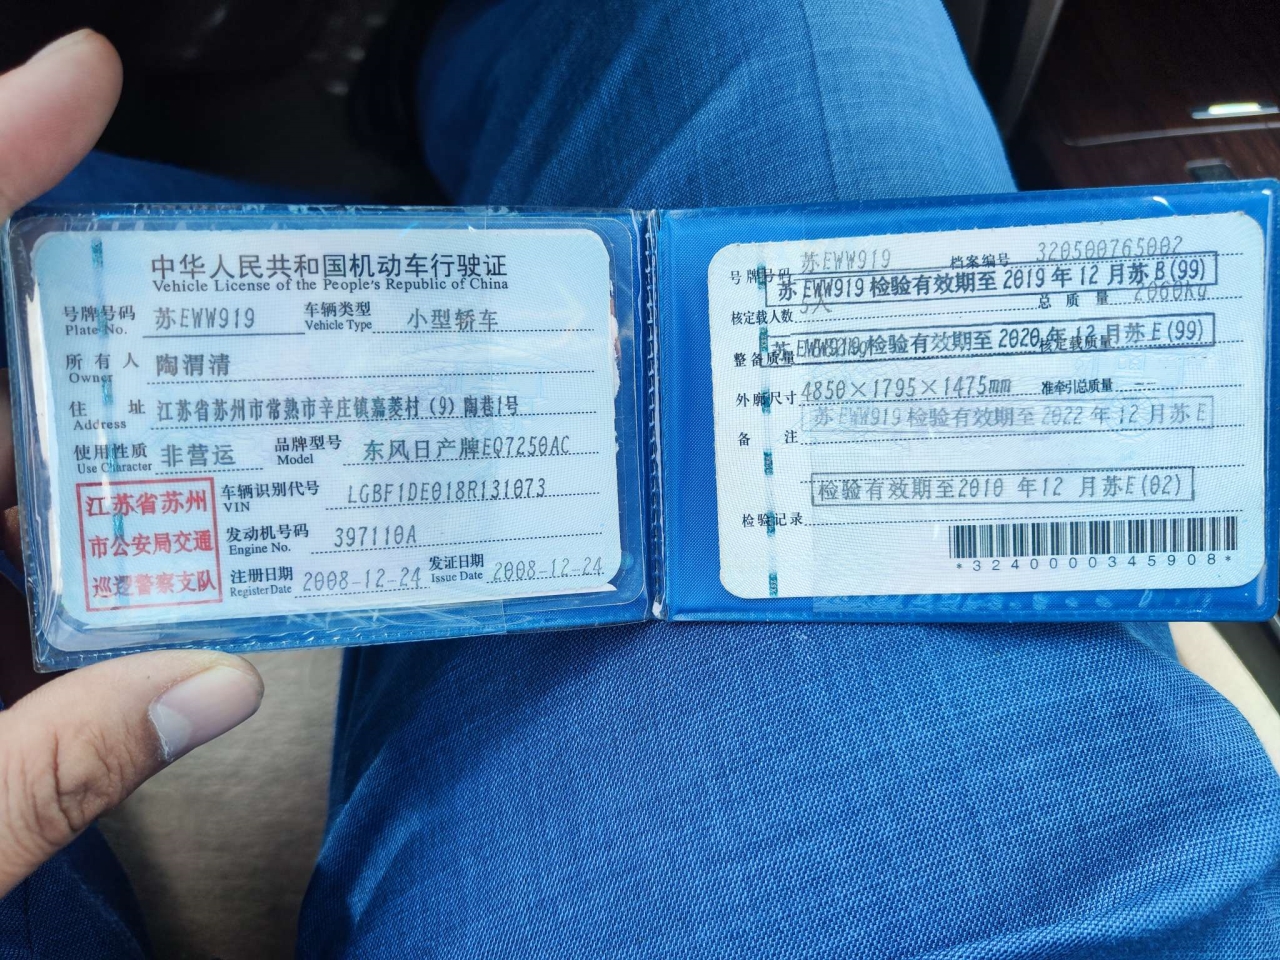 中华人民共和国机动车行驶证
Vehicle License of the People's Republic of China
号牌号码 苏EWW919 车辆类型 小型轿车
Plate No. Vehicle Type
所有人 陶渭清
Owner
住址 江苏省苏州市常熟市辛庄镇嘉菱村（9）陶巷1号
Address
使用性质 非营运 品牌型号 东风日产牌EQ7250AC
Use Character Model
江苏省苏州
市公安局交通
巡逻警察支队
车辆识别代号 LGBF1DE018R131073
VIN
发动机号码 397110A
Engine No.
注册日期 2008-12-24 发证日期 2008-12-24
Register Date Issue Date
号牌号码 苏EWW919 档案编号 320500765002
苏EWW919检验有效期至2019年12月苏B(99)
核定载人数 5人 总质量 2060kg
苏EWW919检验有效期至2020年12月苏E(99)
整备质量 核定载质量
外廓尺寸 4850×1795×1475mm 准牵引总质量 --
苏EWW919检验有效期至2022年12月苏E
备注
检验有效期至2010年12月苏E(02)
检验记录
*3240000345908*